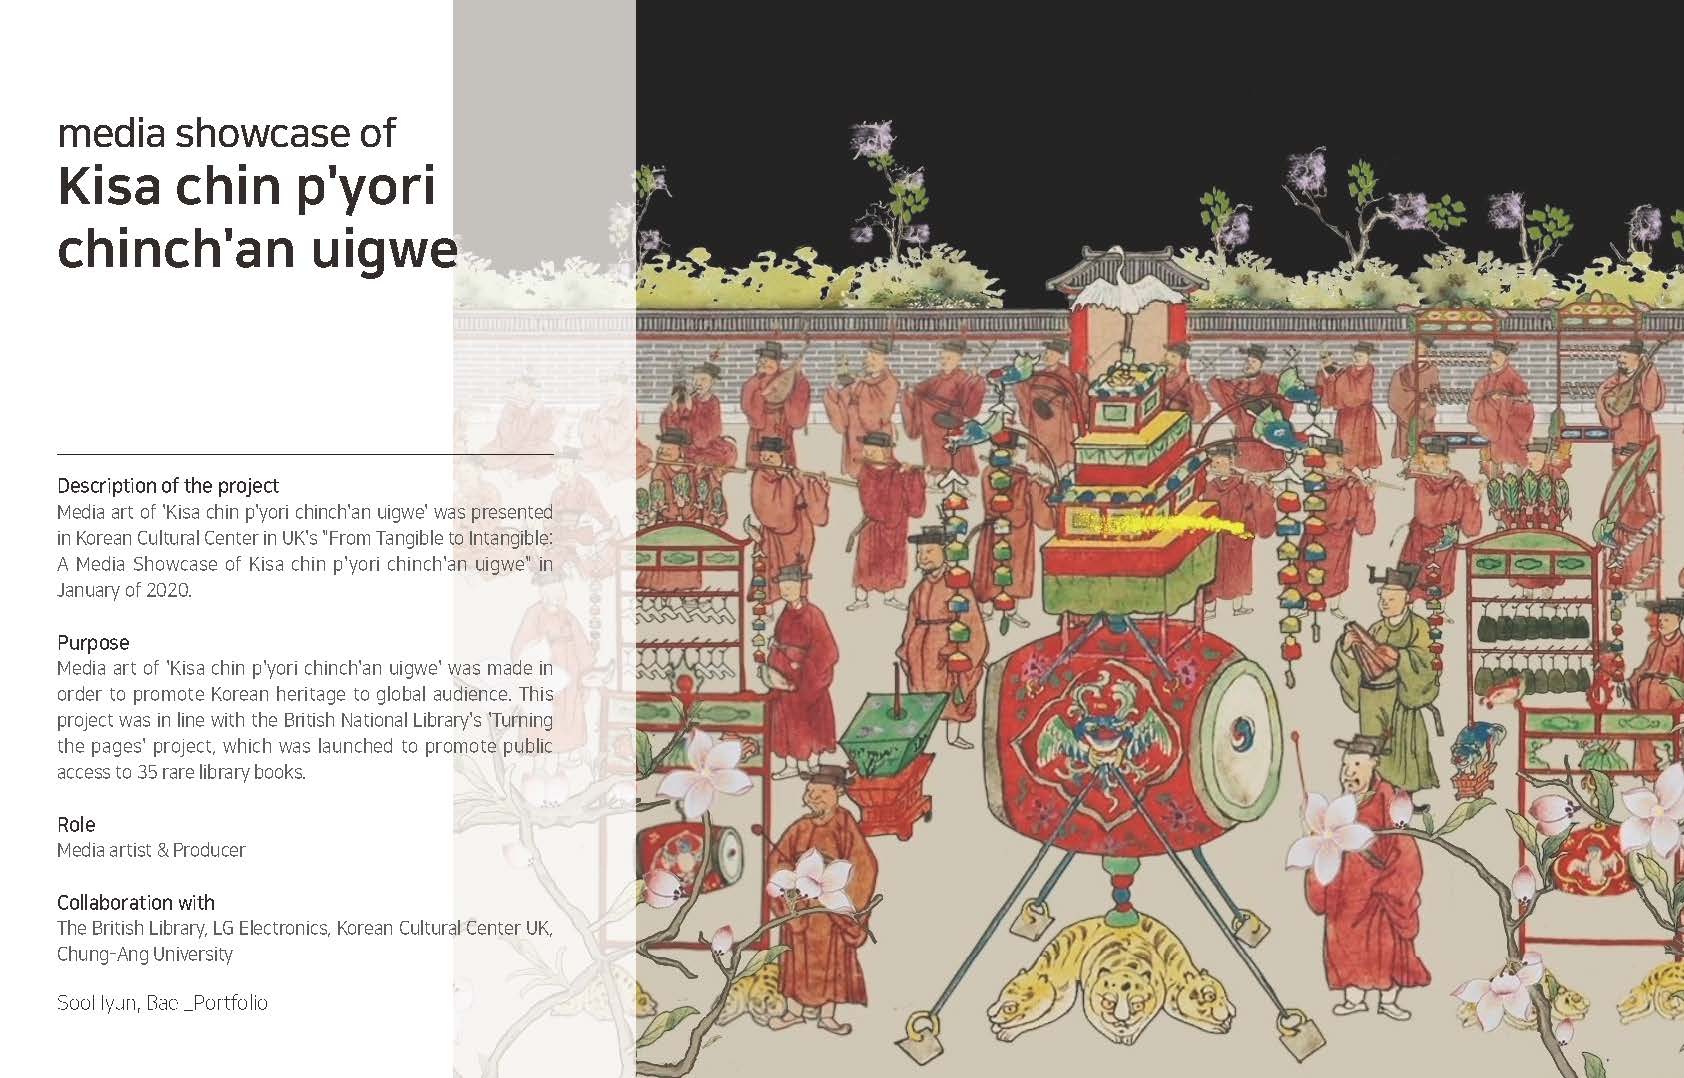 media showcase of
Kisa chin p'yori
chinch'an uigwe
Description of the project
Media art of 'Kisa chin p'yori chinch'an uigwe' was presented
in Korean Cultural Center in UK's "From Tangible to Intangible:
A Media Showcase of Kisa chin p'yori chinch'an uigwe" in
January of 2020.
Purpose
Media art of 'Kisa chin p'yori chinch'an uigwe' was made in
order to promote Korean heritage to global audience. This
project was in line with the British National Library's 'Turning
the pages' project, which was launched to promote public
access to 35 rare library books.
Role
Media artist & Producer
Collaboration with
The British Library, LG Electronics, Korean Cultural Center UK,
Chung-Ang University
SooHyun, Bae _Portfolio